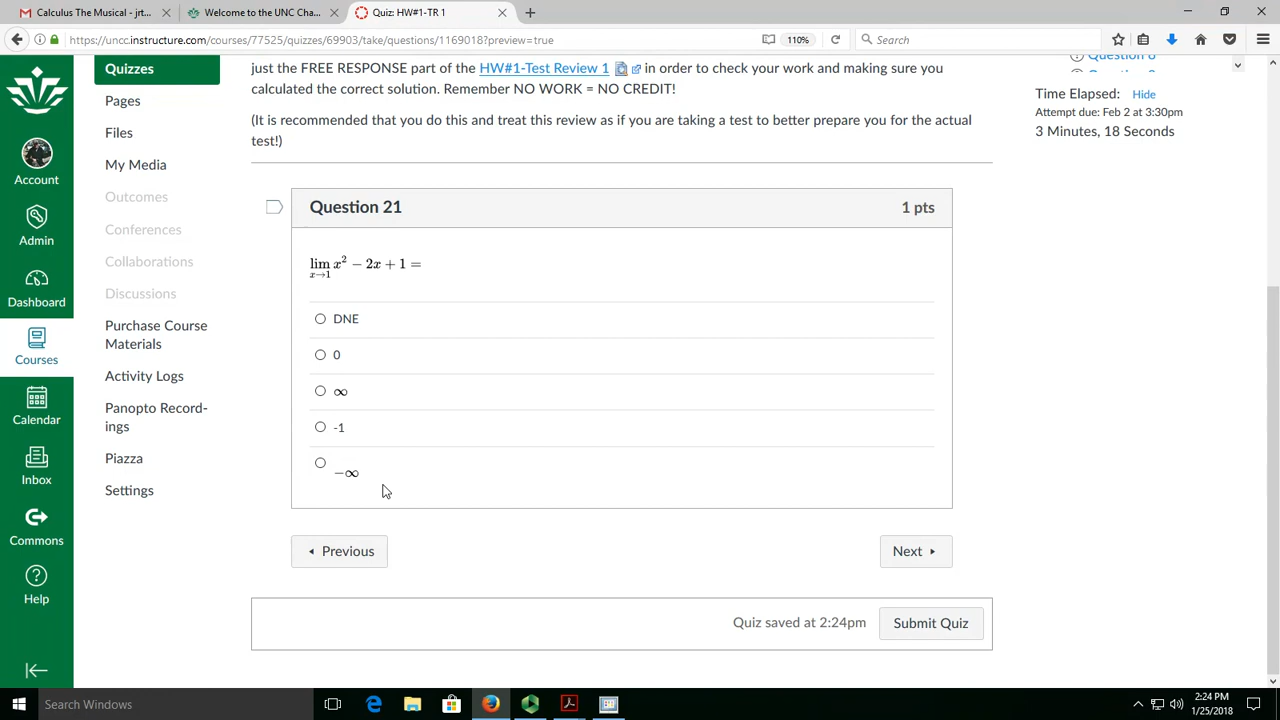 Calculus The Musical - jitter.
Welcome to the UNC Charl
Quiz: HW#1-TR 1
https://uncc.instructure.com/courses/77525/quizzes/69903/take/questions/1169018?preview=true
110%
Search
Account
Admin
Dashboard
Courses
Calendar
Inbox
Commons
Help
Quizzes
Pages
Files
My Media
Outcomes
Conferences
Collaborations
Discussions
Purchase Course
Materials
Activity Logs
Panopto Record-
ings
Piazza
Settings
just the FREE RESPONSE part of the HW#1-Test Review 1 in order to check your work and making sure you
calculated the correct solution. Remember NO WORK = NO CREDIT!
(It is recommended that you do this and treat this review as if you are taking a test to better prepare you for the actual
test!)
Time Elapsed: Hide
Attempt due: Feb 2 at 3:30pm
3 Minutes, 18 Seconds
Question 21
1 pts
lim x→1 x² − 2x + 1 =
DNE
0
∞
-1
−∞
Previous
Next
Quiz saved at 2:24pm
Submit Quiz
Search Windows
2:24 PM
1/25/2018